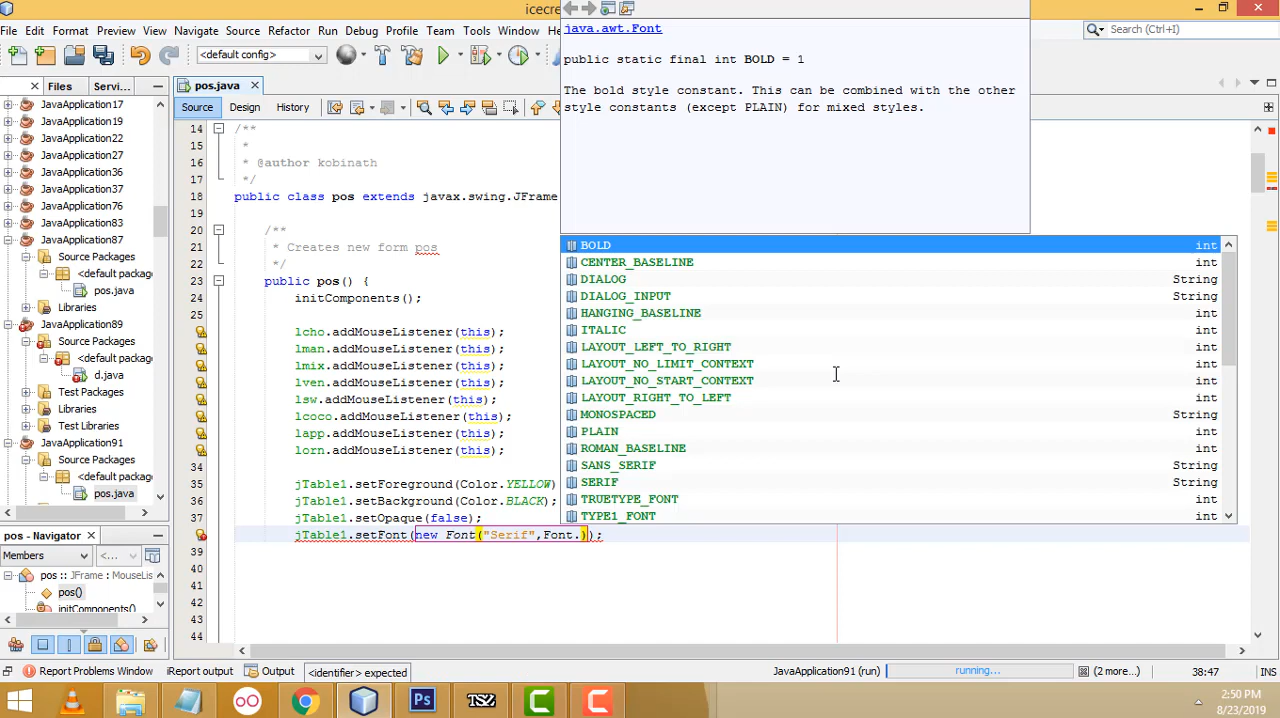 icecre
File Edit View Navigate Source Refactor Run Debug Profile Team Tools Window He
Search (Ctrl+I)
<default config>
Files
Servi...
pos.java
Source Design History
JavaApplication17
JavaApplication19
JavaApplication22
JavaApplication27
JavaApplication36
JavaApplication37
JavaApplication76
JavaApplication83
JavaApplication87
Source Packages
<default package
pos.java
Libraries
JavaApplication89
Source Packages
<default package
d.java
Test Packages
Libraries
Test Libraries
JavaApplication91
Source Packages
<default package
pos.java
pos - Navigator
Members
<...>
pos :: JFrame : MouseLis
pos()
initComponents()
14 /**
15 *
16 * @author kobinath
17 */
18 public class pos extends javax.swing.JFrame
19
20 /**
21 * Creates new form pos
22 */
23 public pos() {
24 initComponents();
25
lcho.addMouseListener(this);
lman.addMouseListener(this);
lmix.addMouseListener(this);
lven.addMouseListener(this);
lsw.addMouseListener(this);
lcoco.addMouseListener(this);
lapp.addMouseListener(this);
lorn.addMouseListener(this);
34
35 jTable1.setForeground(Color.YELLOW)
36 jTable1.setBackground(Color.BLACK);
37 jTable1.setOpaque(false);
jTable1.setFont(new Font("Serif",Font.));
39
40
41
42
43
44
java.awt.Font
public static final int BOLD = 1
The bold style constant. This can be combined with the other
style constants (except PLAIN) for mixed styles.
BOLD int
CENTER_BASELINE int
DIALOG String
DIALOG_INPUT String
HANGING_BASELINE int
ITALIC int
LAYOUT_LEFT_TO_RIGHT int
LAYOUT_NO_LIMIT_CONTEXT int
LAYOUT_NO_START_CONTEXT int
LAYOUT_RIGHT_TO_LEFT int
MONOSPACED String
PLAIN int
ROMAN_BASELINE int
SANS_SERIF String
SERIF String
TRUETYPE_FONT int
TYPE1_FONT int
Report Problems Window iReport output Output <identifier> expected JavaApplication91 (run) running... (2 more...) 38:47 INS
Ps
TSR
2:50 PM
8/23/2019